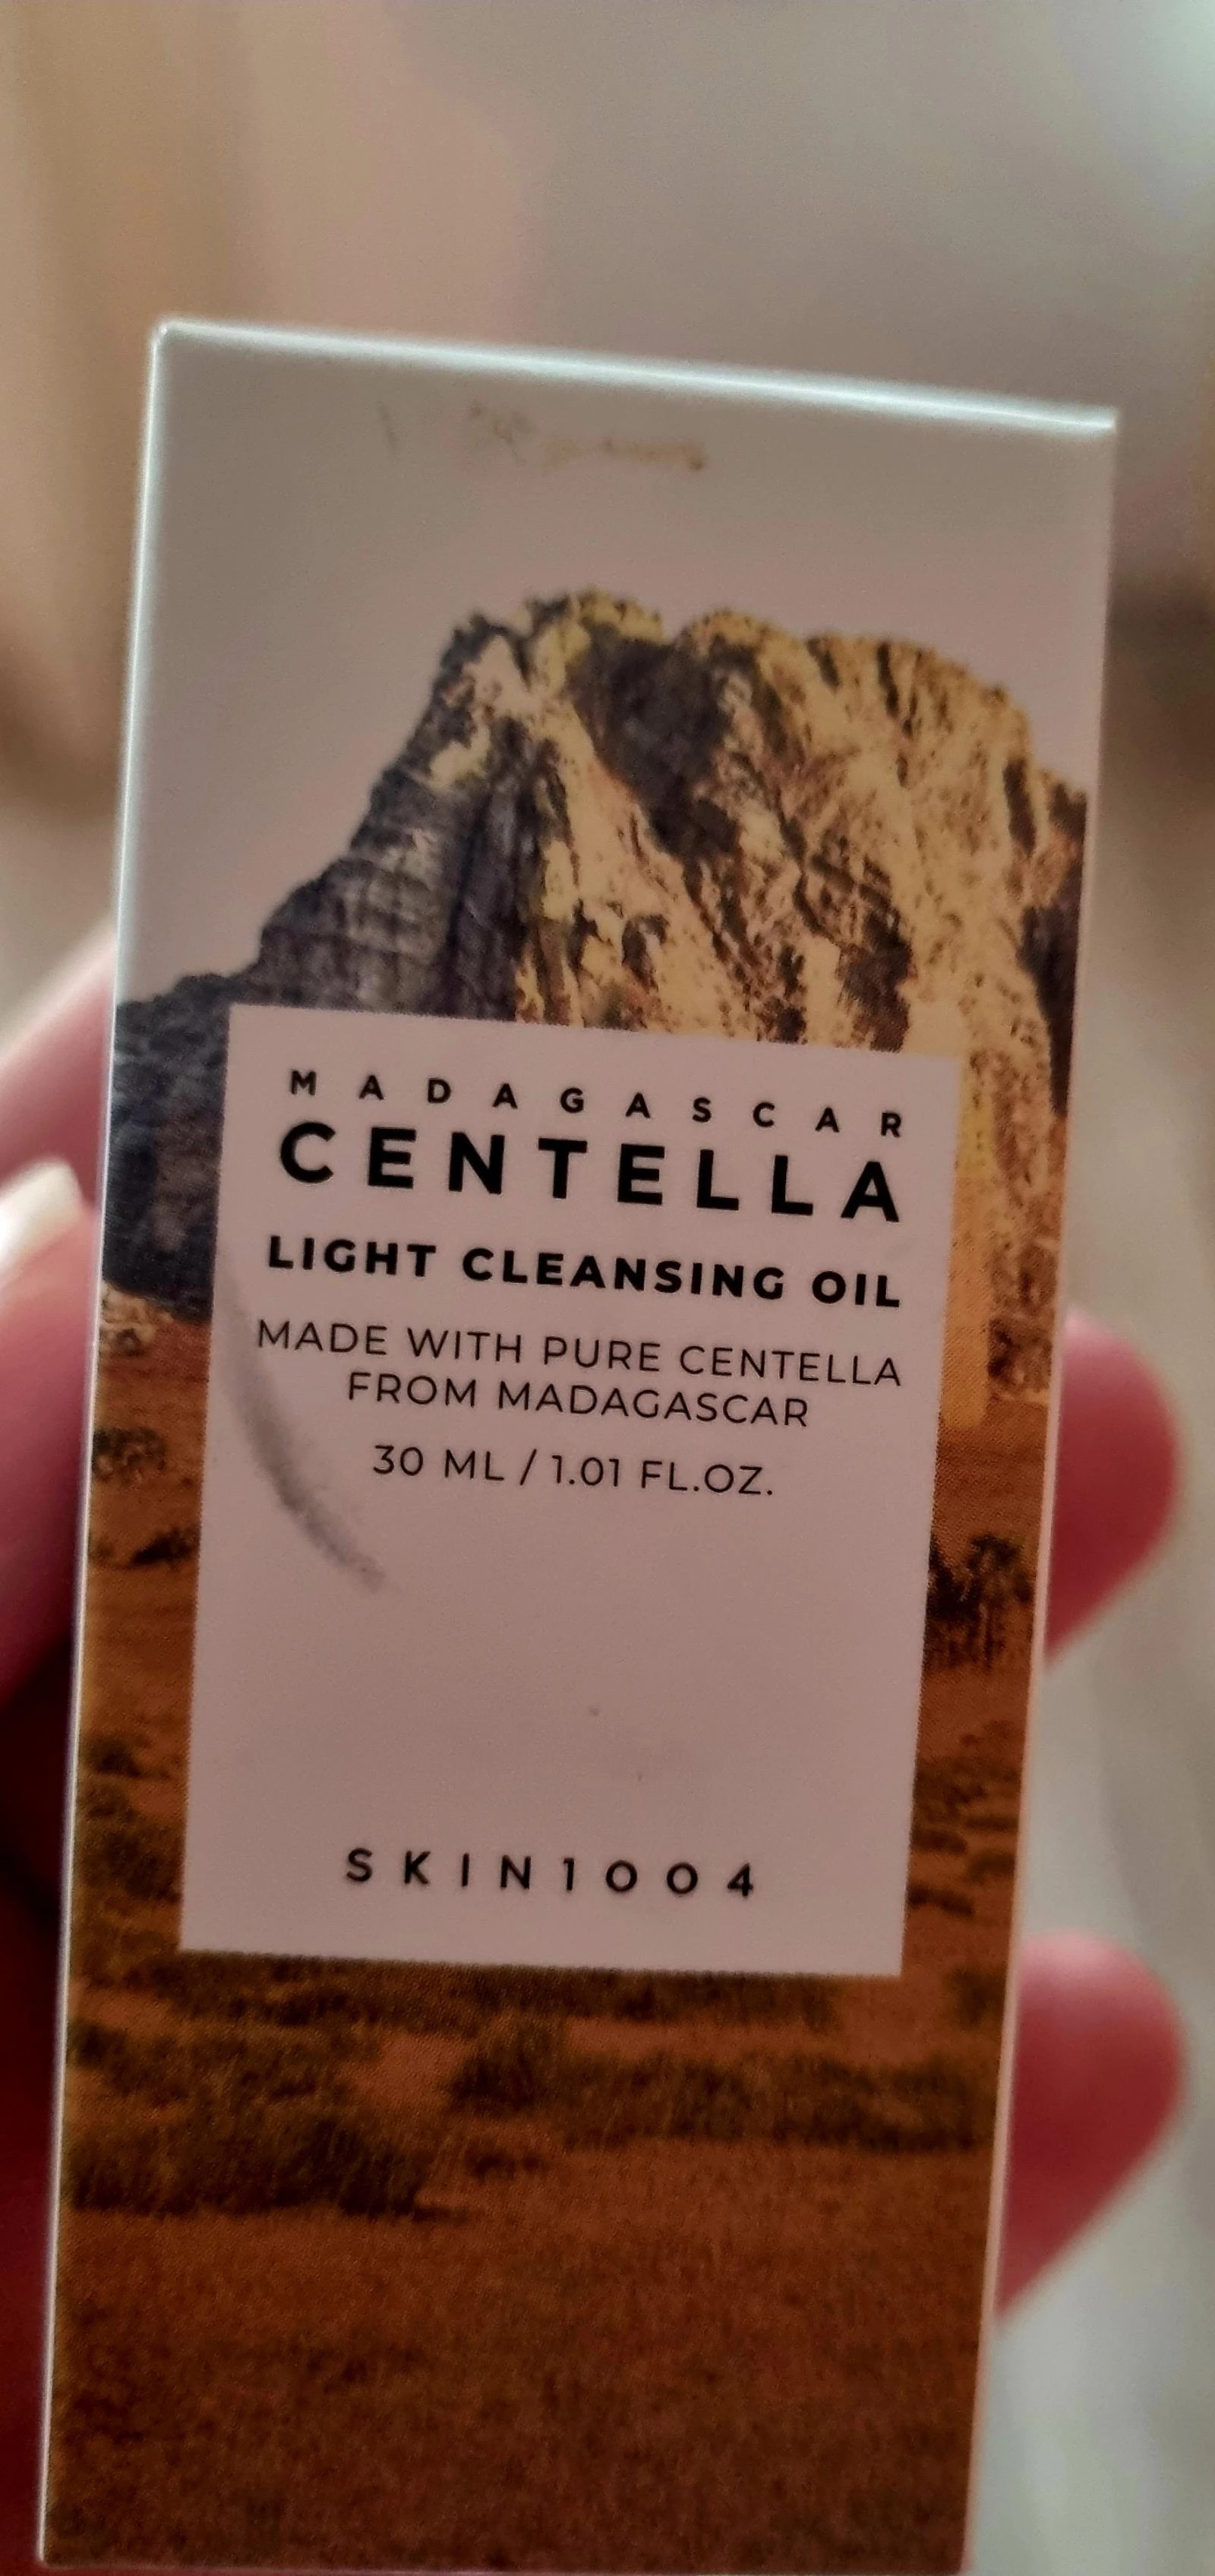 MADAGASCAR
CENTELLA
LIGHT CLEANSING OIL
MADE WITH PURE CENTELLA
FROM MADAGASCAR
30 ML / 1.01 FL.OZ.
SKIN1004